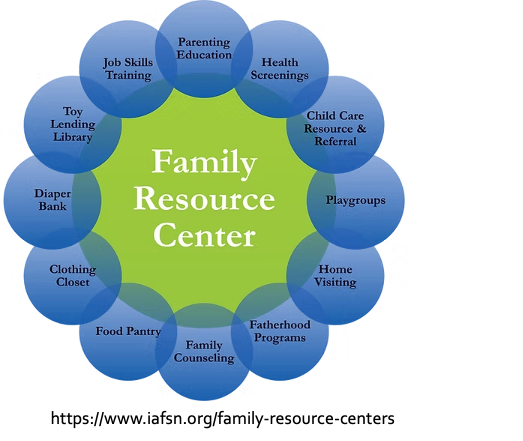 Family
Resource
Center
Parenting
Education
Health
Screenings
Child Care
Resource &
Referral
Playgroups
Home
Visiting
Fatherhood
Programs
Family
Counseling
Food Pantry
Clothing
Closet
Diaper
Bank
Toy
Lending
Library
Job Skills
Training
https://www.iafsn.org/family-resource-centers